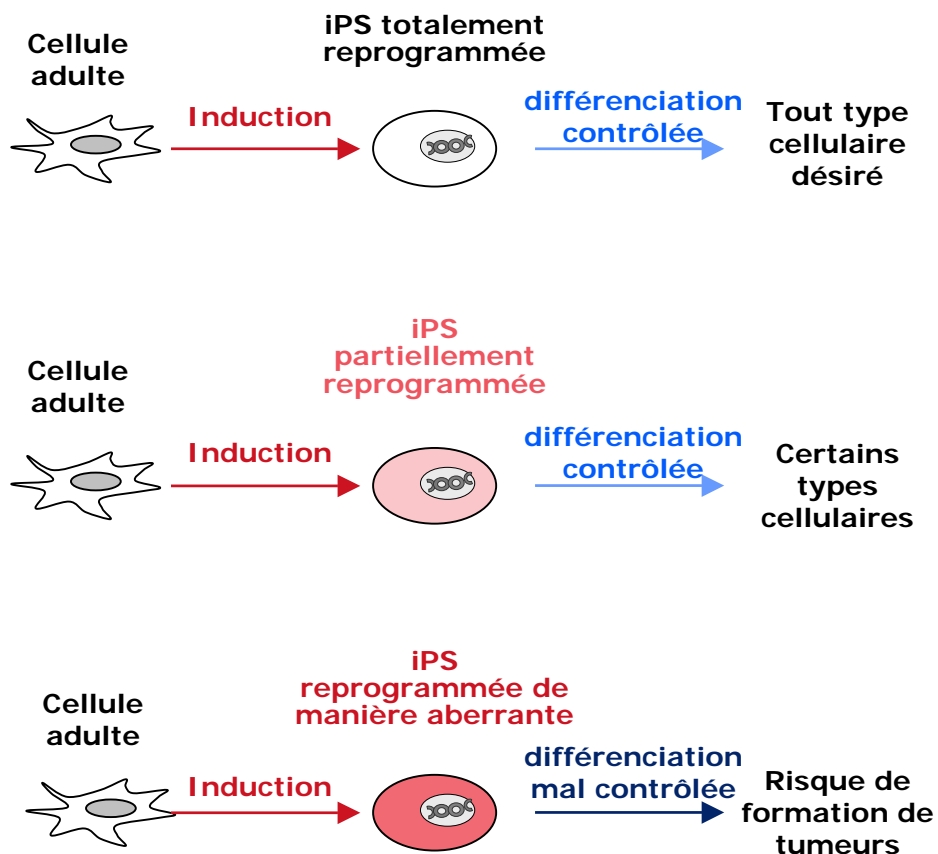 iPS totalement
reprogrammée
Cellule
adulte
Induction
différenciation
contrôlée
Tout type
cellulaire
désiré
iPS
partiellement
reprogrammée
Cellule
adulte
Induction
différenciation
contrôlée
Certains
types
cellulaires
iPS
reprogrammée de
manière aberrante
Cellule
adulte
Induction
différenciation
mal contrôlée
Risque de
formation de
tumeurs